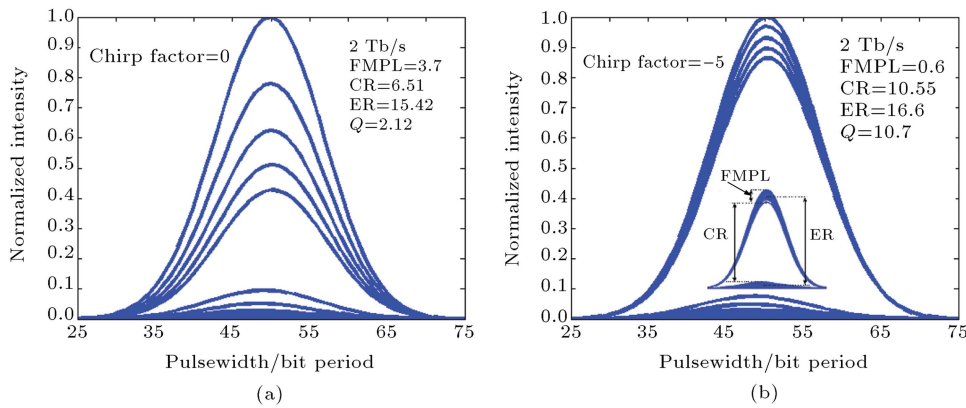 1.0
0.9
0.8
0.7
0.6
0.5
0.4
0.3
0.2
0.1
0
Normalized intensity
Chirp factor=0
2 Tb/s
FMPL=3.7
CR=6.51
ER=15.42
Q=2.12
25 35 45 55 65 75
Pulsewidth/bit period
(a)
1.0
0.9
0.8
0.7
0.6
0.5
0.4
0.3
0.2
0.1
0
Normalized intensity
Chirp factor=−5
2 Tb/s
FMPL=0.6
CR=10.55
ER=16.6
Q=10.7
FMPL
CR
ER
25 35 45 55 65 75
Pulsewidth/bit period
(b)